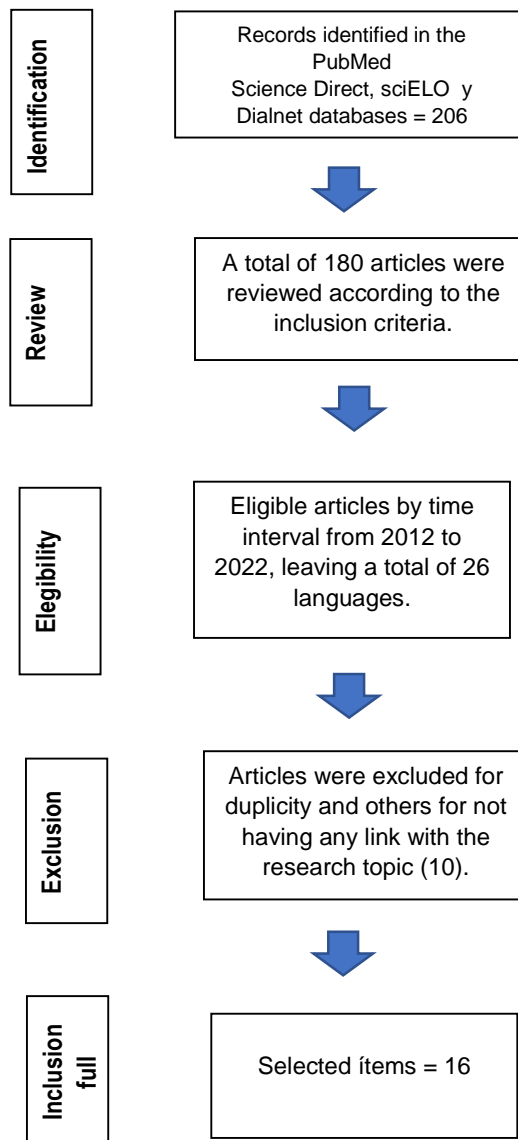 Identification
Records identified in the
PubMed
Science Direct, sciELO y
Dialnet databases = 206
Review
A total of 180 articles were
reviewed according to the
inclusion criteria.
Elegibility
Eligible articles by time
interval from 2012 to
2022, leaving a total of 26
languages.
Exclusion
Articles were excluded for
duplicity and others for not
having any link with the
research topic (10).
Inclusion
full
Selected ítems = 16